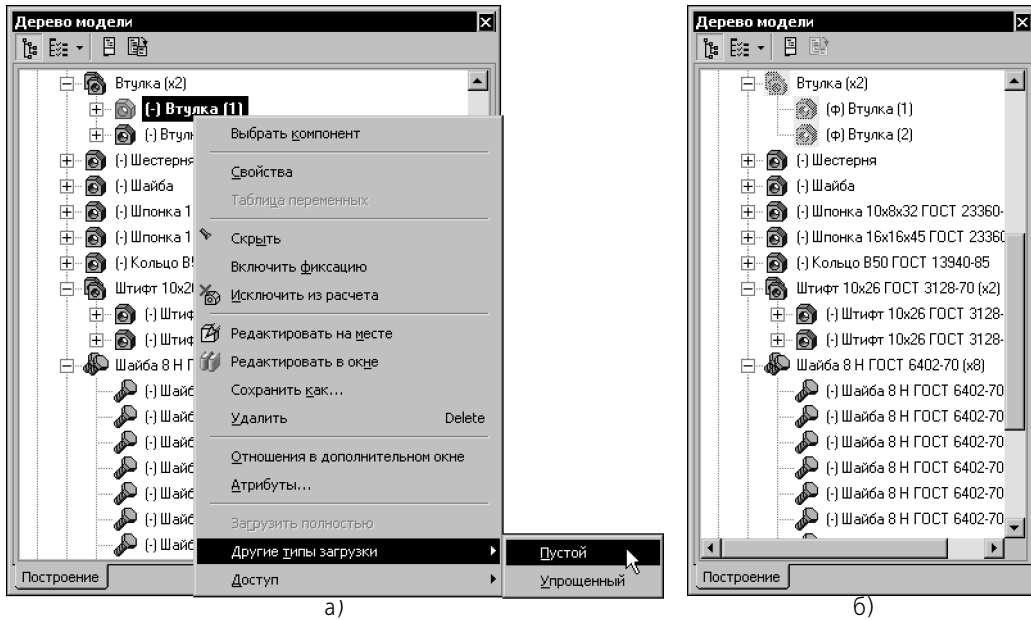 Дерево модели
Втулка (x2)
(-) Втулка (1)
(-) Втулк
(-) Шестерня
(-) Шайба
(-) Шпонка 1
(-) Шпонка 1
(-) Кольцо В5
Штифт 10x2
(-) Штиф
(-) Штиф
Шайба 8 Н Г
(-) Шайб
(-) Шайб
(-) Шайб
(-) Шайб
(-) Шайб
(-) Шайб
(-) Шайб
Построение
Выбрать компонент
Свойства
Таблица переменных
Скрыть
Включить фиксацию
Исключить из расчета
Редактировать на месте
Редактировать в окне
Сохранить как...
Удалить Delete
Отношения в дополнительном окне
Атрибуты...
Загрузить полностью
Другие типы загрузки
Доступ
Пустой
Упрощенный
а)
Дерево модели
Втулка (x2)
(ф) Втулка (1)
(ф) Втулка (2)
(-) Шестерня
(-) Шайба
(-) Шпонка 10x8x32 ГОСТ 23360-
(-) Шпонка 16x16x45 ГОСТ 23360
(-) Кольцо В50 ГОСТ 13940-85
Штифт 10x26 ГОСТ 3128-70 (x2)
(-) Штифт 10x26 ГОСТ 3128-
(-) Штифт 10x26 ГОСТ 3128-
Шайба 8 Н ГОСТ 6402-70 (x8)
(-) Шайба 8 Н ГОСТ 6402-70
(-) Шайба 8 Н ГОСТ 6402-70
(-) Шайба 8 Н ГОСТ 6402-70
(-) Шайба 8 Н ГОСТ 6402-70
(-) Шайба 8 Н ГОСТ 6402-70
(-) Шайба 8 Н ГОСТ 6402-70
Построение
б)